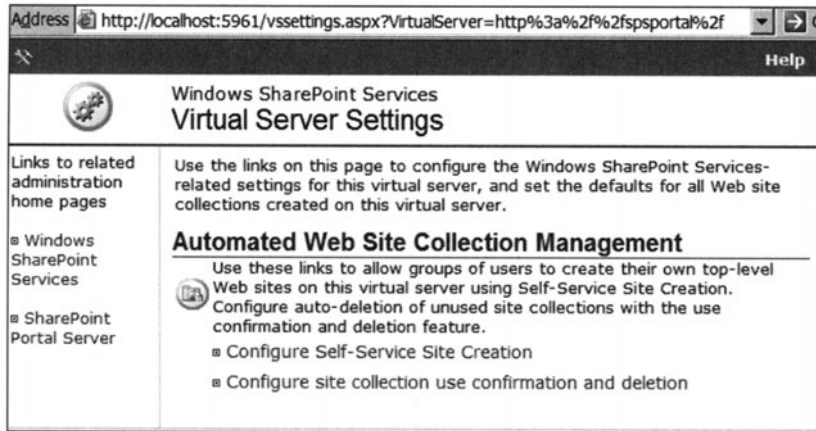 Address http://localhost:5961/vssettings.aspx?VirtualServer=http%3a%2f%2fspsportal%2f
Help
Windows SharePoint Services
Virtual Server Settings
Links to related
administration
home pages
Windows
SharePoint
Services
SharePoint
Portal Server
Use the links on this page to configure the Windows SharePoint Services-
related settings for this virtual server, and set the defaults for all Web site
collections created on this virtual server.
Automated Web Site Collection Management
Use these links to allow groups of users to create their own top-level
Web sites on this virtual server using Self-Service Site Creation.
Configure auto-deletion of unused site collections with the use
confirmation and deletion feature.
Configure Self-Service Site Creation
Configure site collection use confirmation and deletion